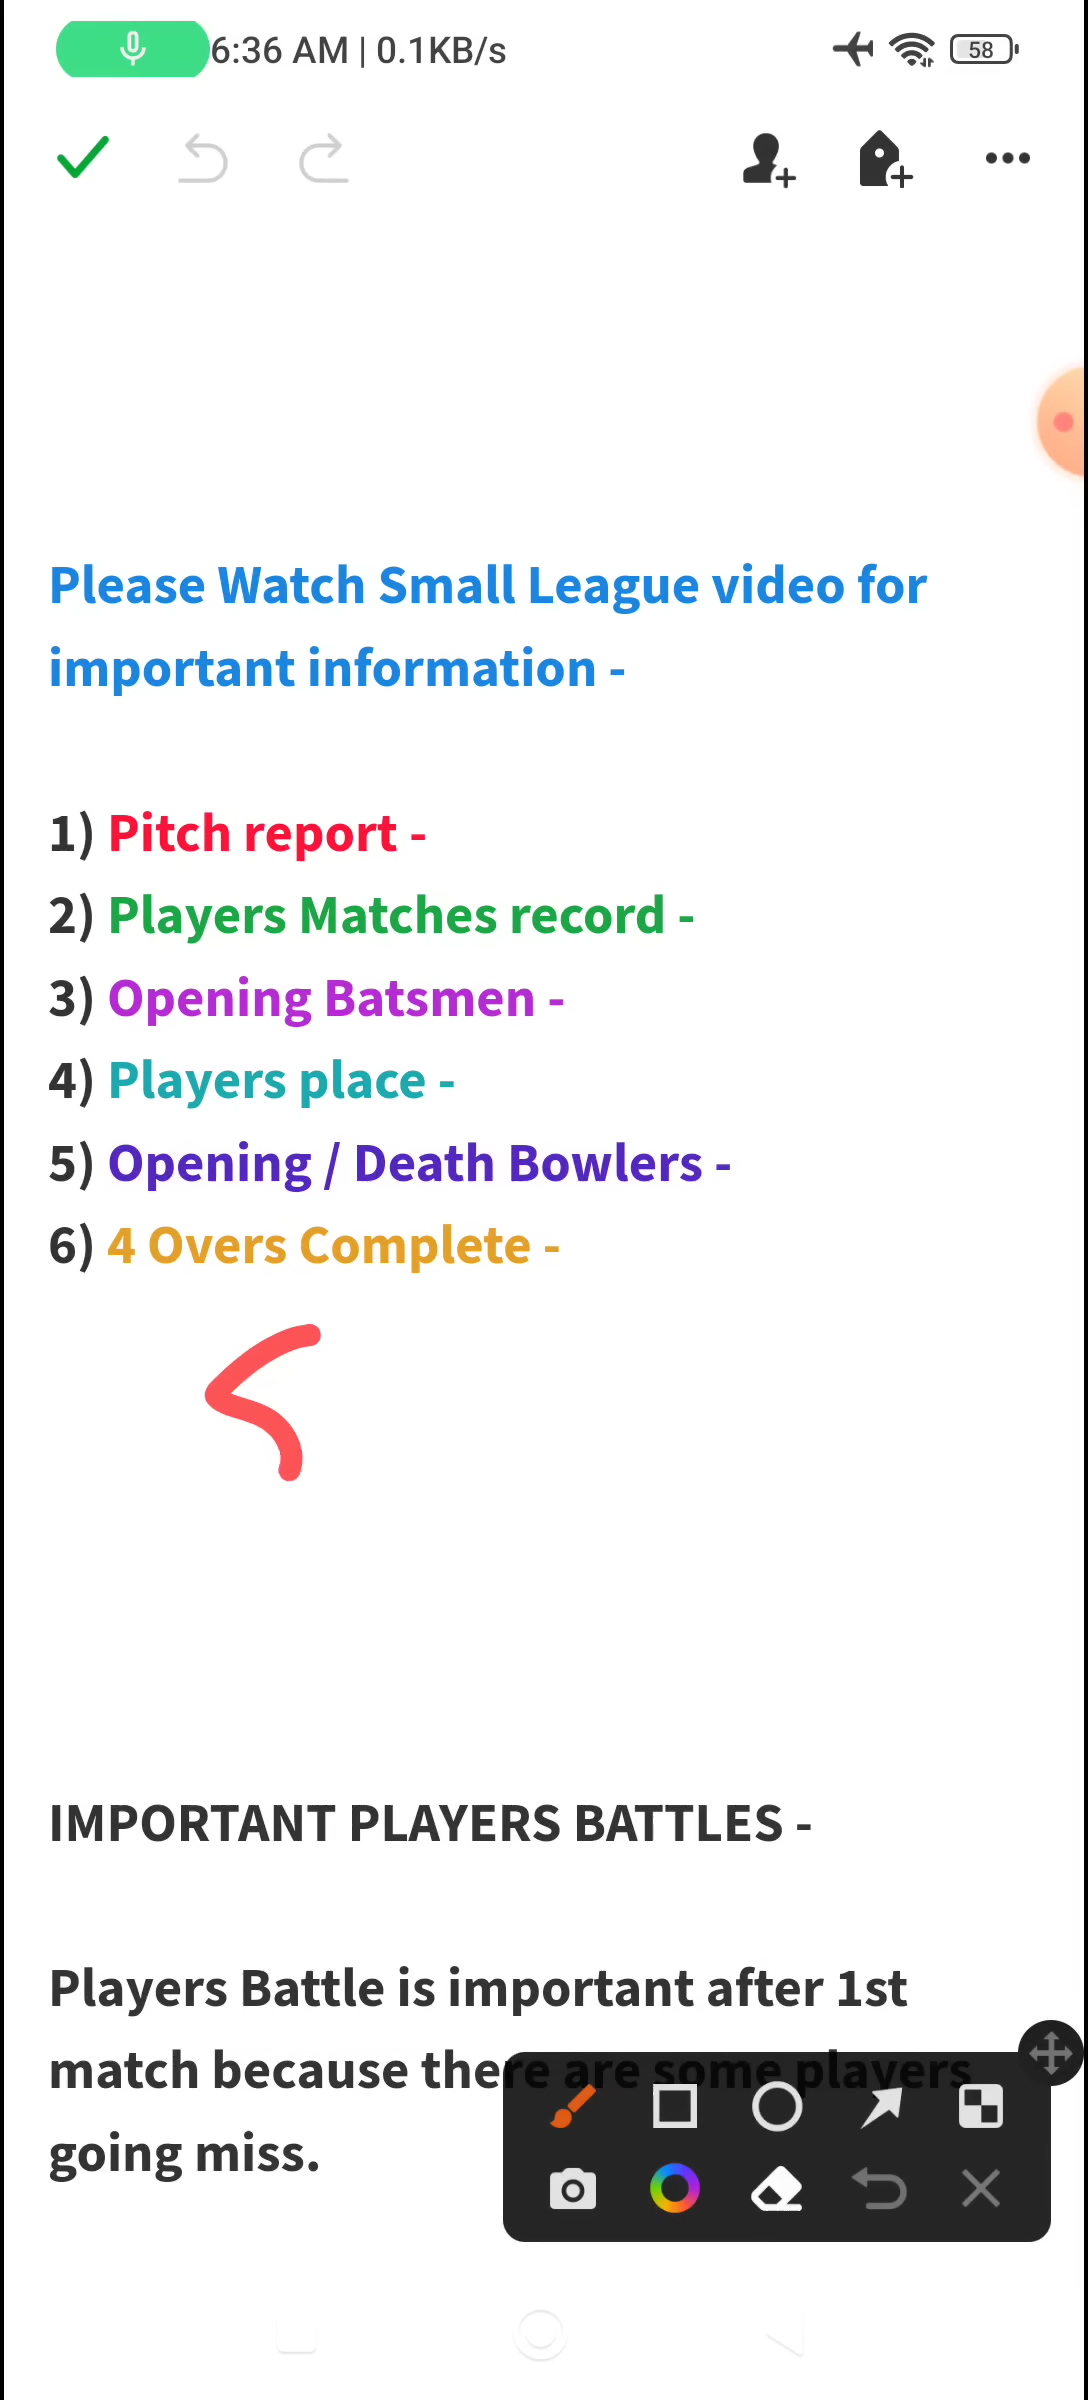 6:36 AM | 0.1KB/s
58
Please Watch Small League video for
important information -
1) Pitch report -
2) Players Matches record -
3) Opening Batsmen -
4) Players place -
5) Opening / Death Bowlers -
6) 4 Overs Complete -
IMPORTANT PLAYERS BATTLES -
Players Battle is important after 1st
match because there are some players
going miss.